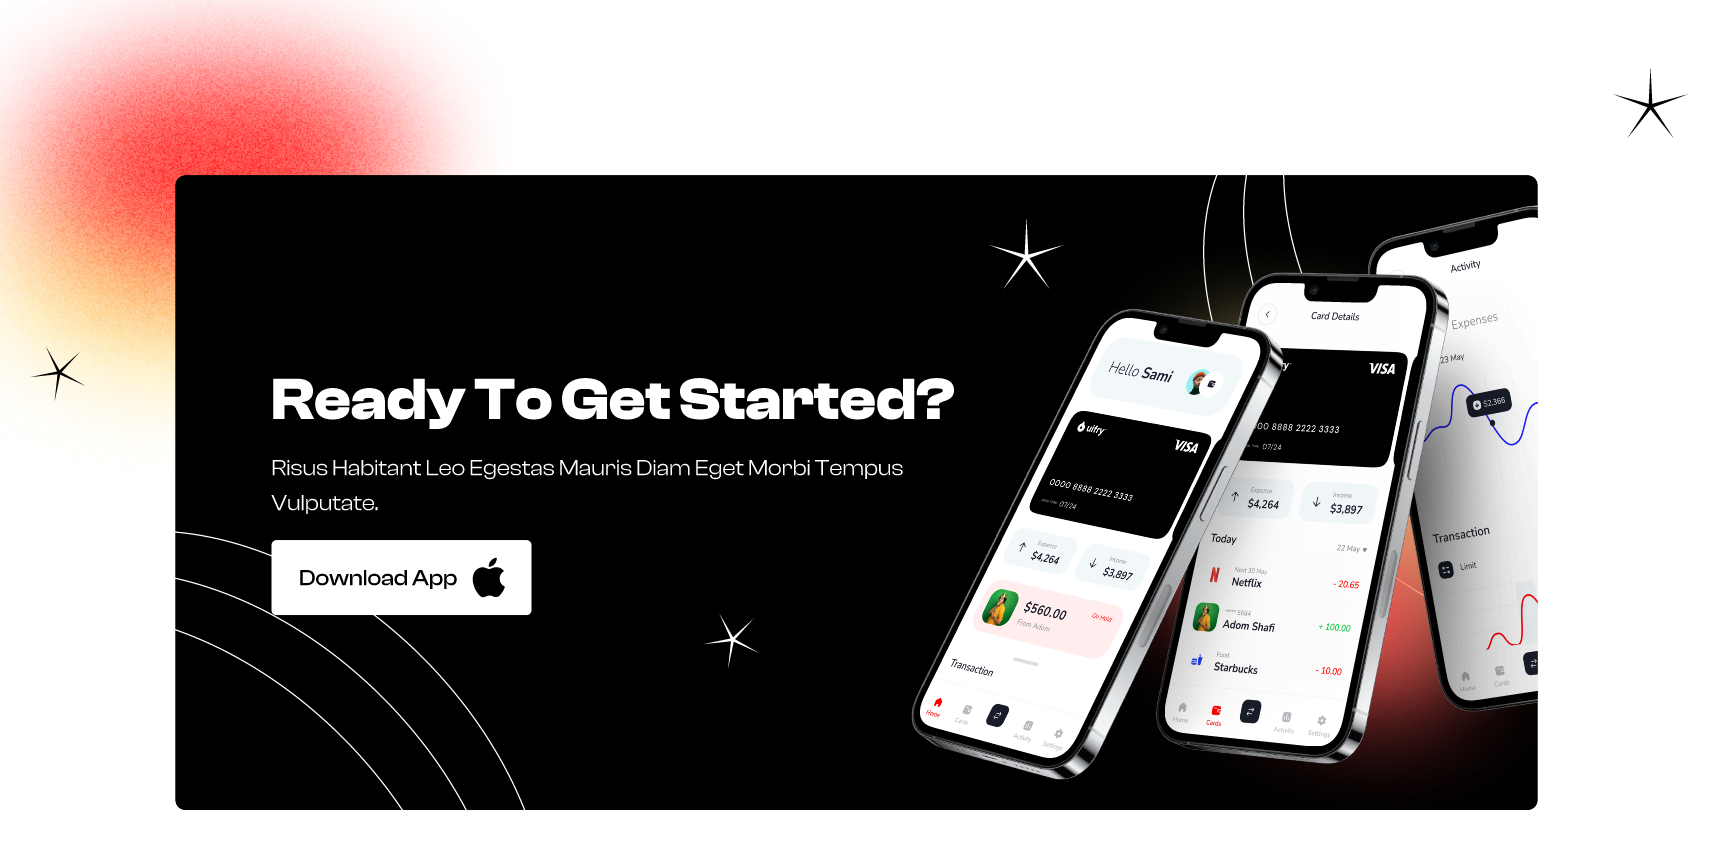 Ready To Get Started?
Risus Habitant Leo Egestas Mauris Diam Eget Morbi Tempus
Vulputate.
Download App
Hello Sami
uifry
VISA
0000 8888 2222 3333
07/24
Expense
$4,264
Income
$3,897
$560.00
From Adom
On Hold
Transaction
Home
Cards
Activity
Settings
Card Details
VISA
00 8888 2222 3333
07/24
Expense
$4,264
Income
$3,897
Today
22 May
Next 30 May
Netflix
- 20.65
**** 5684
Adom Shafi
+ 100.00
Food
Starbucks
- 10.00
Home
Cards
Activity
Settings
Activity
Expenses
23 May
$2,366
Transaction
Limit
Home
Cards